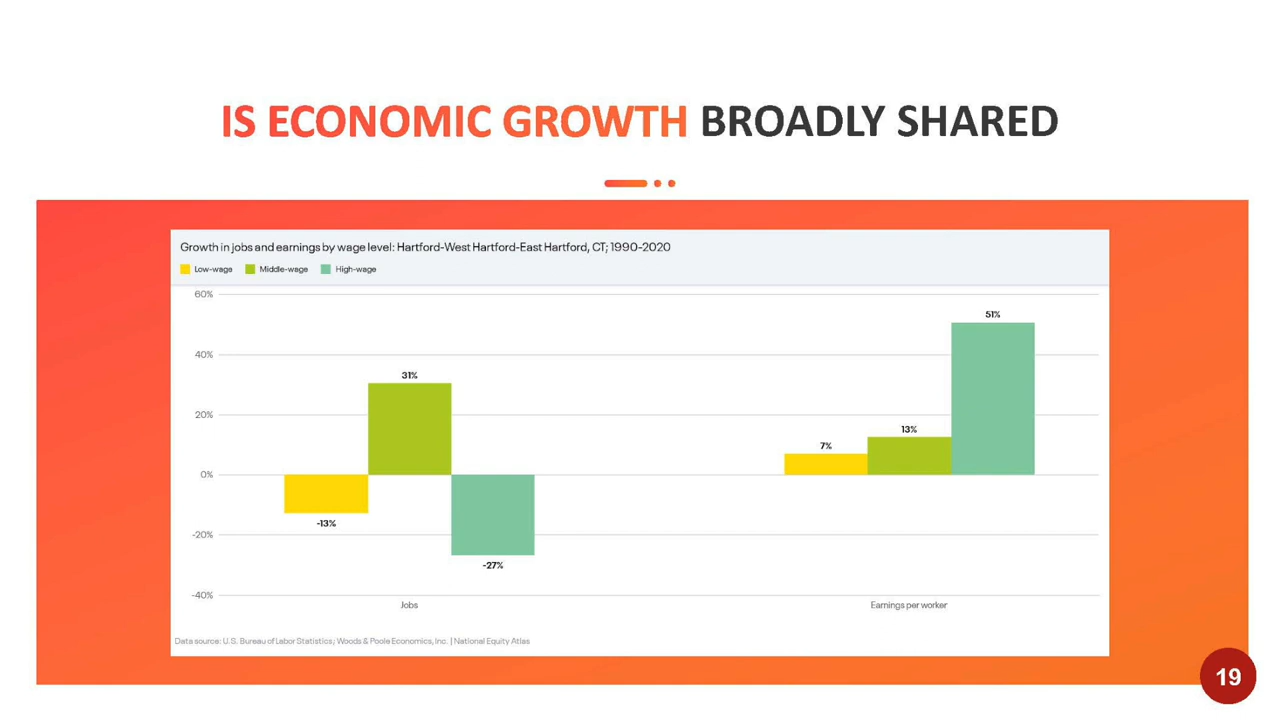 IS ECONOMIC GROWTH BROADLY SHARED
Growth in jobs and earnings by wage level: Hartford-West Hartford-East Hartford, CT; 1990-2020
Low-wage Middle-wage High-wage
60%
51%
40%
31%
20%
13%
7%
0%
-13%
-20%
-27%
-40%
Jobs Earnings per worker
Data source: U.S. Bureau of Labor Statistics; Woods & Poole Economics, Inc. | National Equity Atlas
19